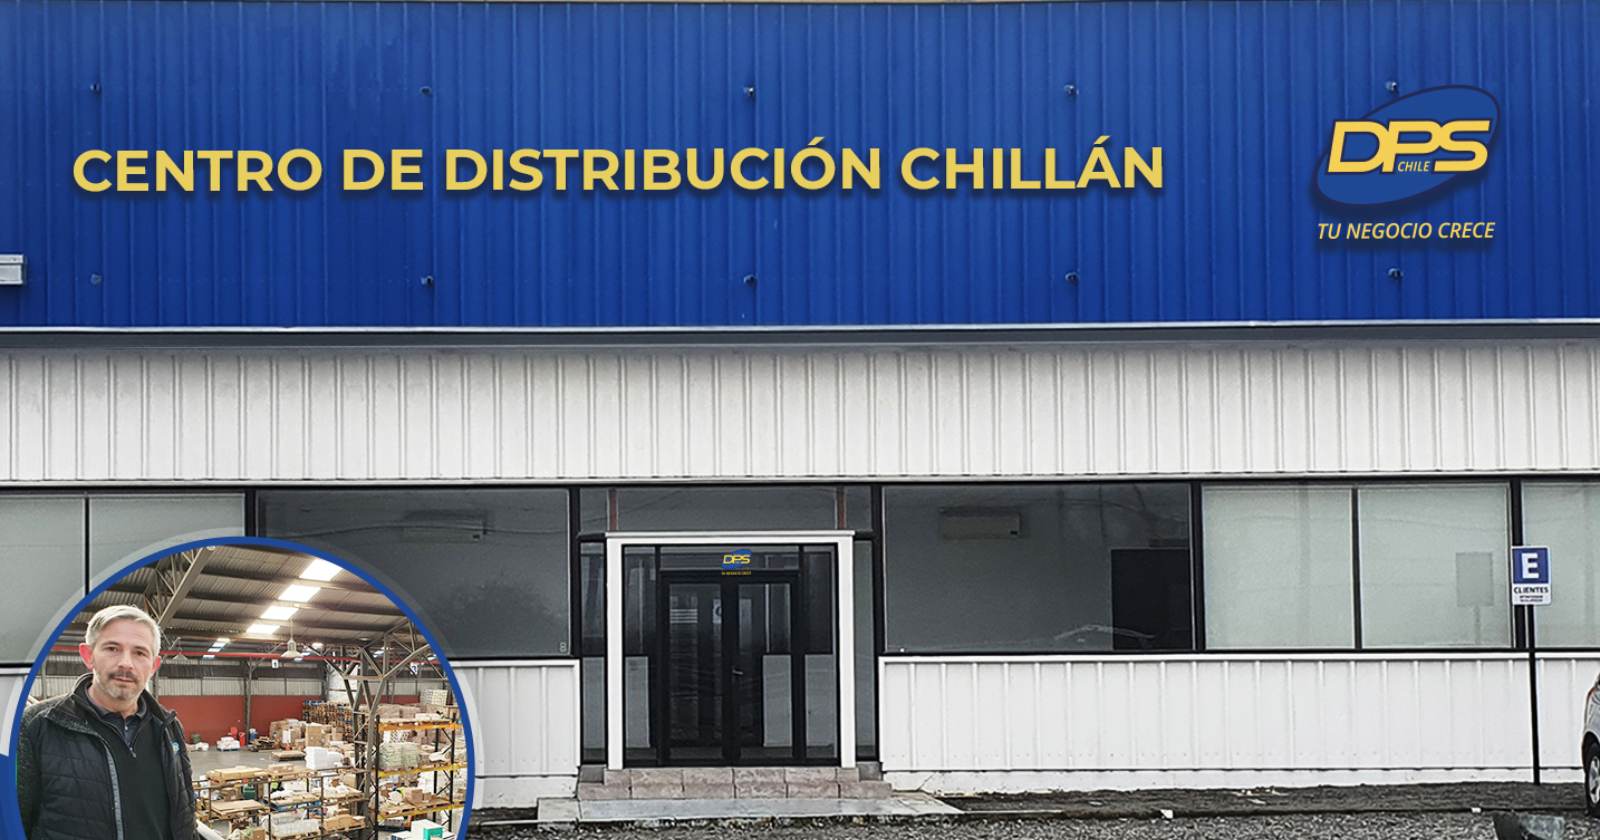 CENTRO DE DISTRIBUCIÓN CHILLÁN
DPS
CHILE
TU NEGOCIO CRECE
DPS
E
CLIENTES